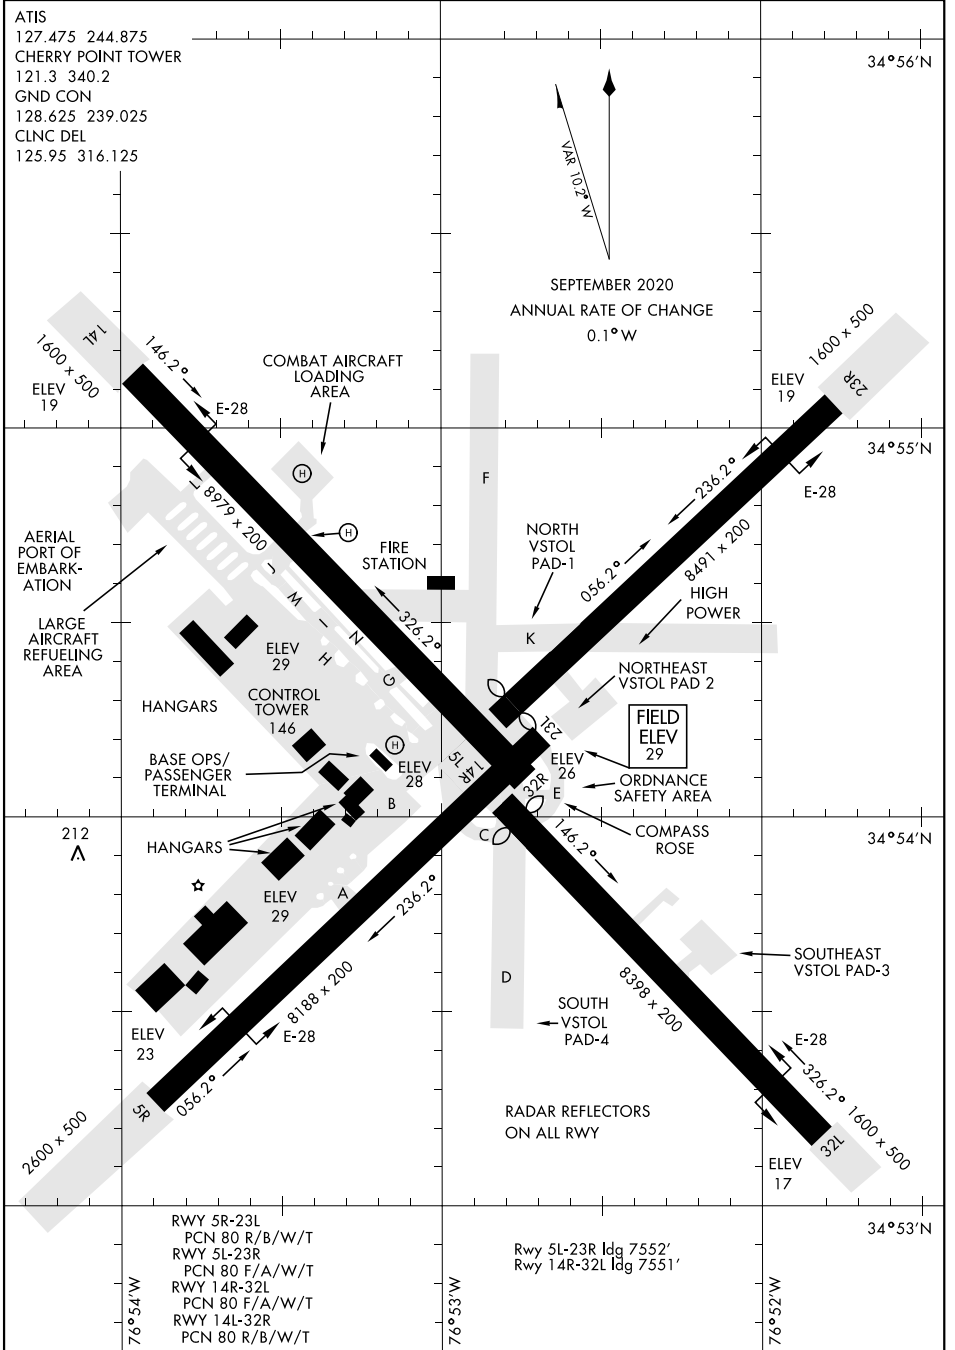 ATIS
127.475 244.875
CHERRY POINT TOWER
121.3 340.2
GND CON
128.625 239.025
CLNC DEL
125.95 316.125
34°56'N
VAR 10.2° W
SEPTEMBER 2020
ANNUAL RATE OF CHANGE
0.1° W
14L
1600 x 500
146.2°
ELEV
19
E-28
COMBAT AIRCRAFT
LOADING
AREA
H
H
1600 x 500
23R
ELEV
19
34°55'N
236.2°
E-28
8491 x 200
056.2°
F
L
8979 x 200
AERIAL
PORT OF
EMBARK-
ATION
FIRE
STATION
NORTH
VSTOL
PAD-1
HIGH
POWER
J
W
I
N
H
G
326.2°
K
LARGE
AIRCRAFT
REFUELING
AREA
ELEV
29
NORTHEAST
VSTOL PAD 2
HANGARS
CONTROL
TOWER
146
FIELD
ELEV
29
BASE OPS/
PASSENGER
TERMINAL
H
ELEV
28
15L
14R
23L
ELEV
26
32R
E
ORDNANCE
SAFETY AREA
B
212
HANGARS
C
146.2°
COMPASS
ROSE
34°54'N
ELEV
29
A
236.2°
D
8398 x 200
SOUTHEAST
VSTOL PAD-3
8188 x 200
SOUTH
VSTOL
PAD-4
ELEV
23
E-28
E-28
326.2°
056.2°
5R
2600 x 500
RADAR REFLECTORS
ON ALL RWY
32L
1600 x 500
ELEV
17
34°53'N
RWY 5R-23L
PCN 80 R/B/W/T
RWY 5L-23R
PCN 80 F/A/W/T
RWY 14R-32L
PCN 80 F/A/W/T
RWY 14L-32R
PCN 80 R/B/W/T
Rwy 5L-23R ldg 7552'
Rwy 14R-32L ldg 7551'
76°54'W
76°53'W
76°52'W